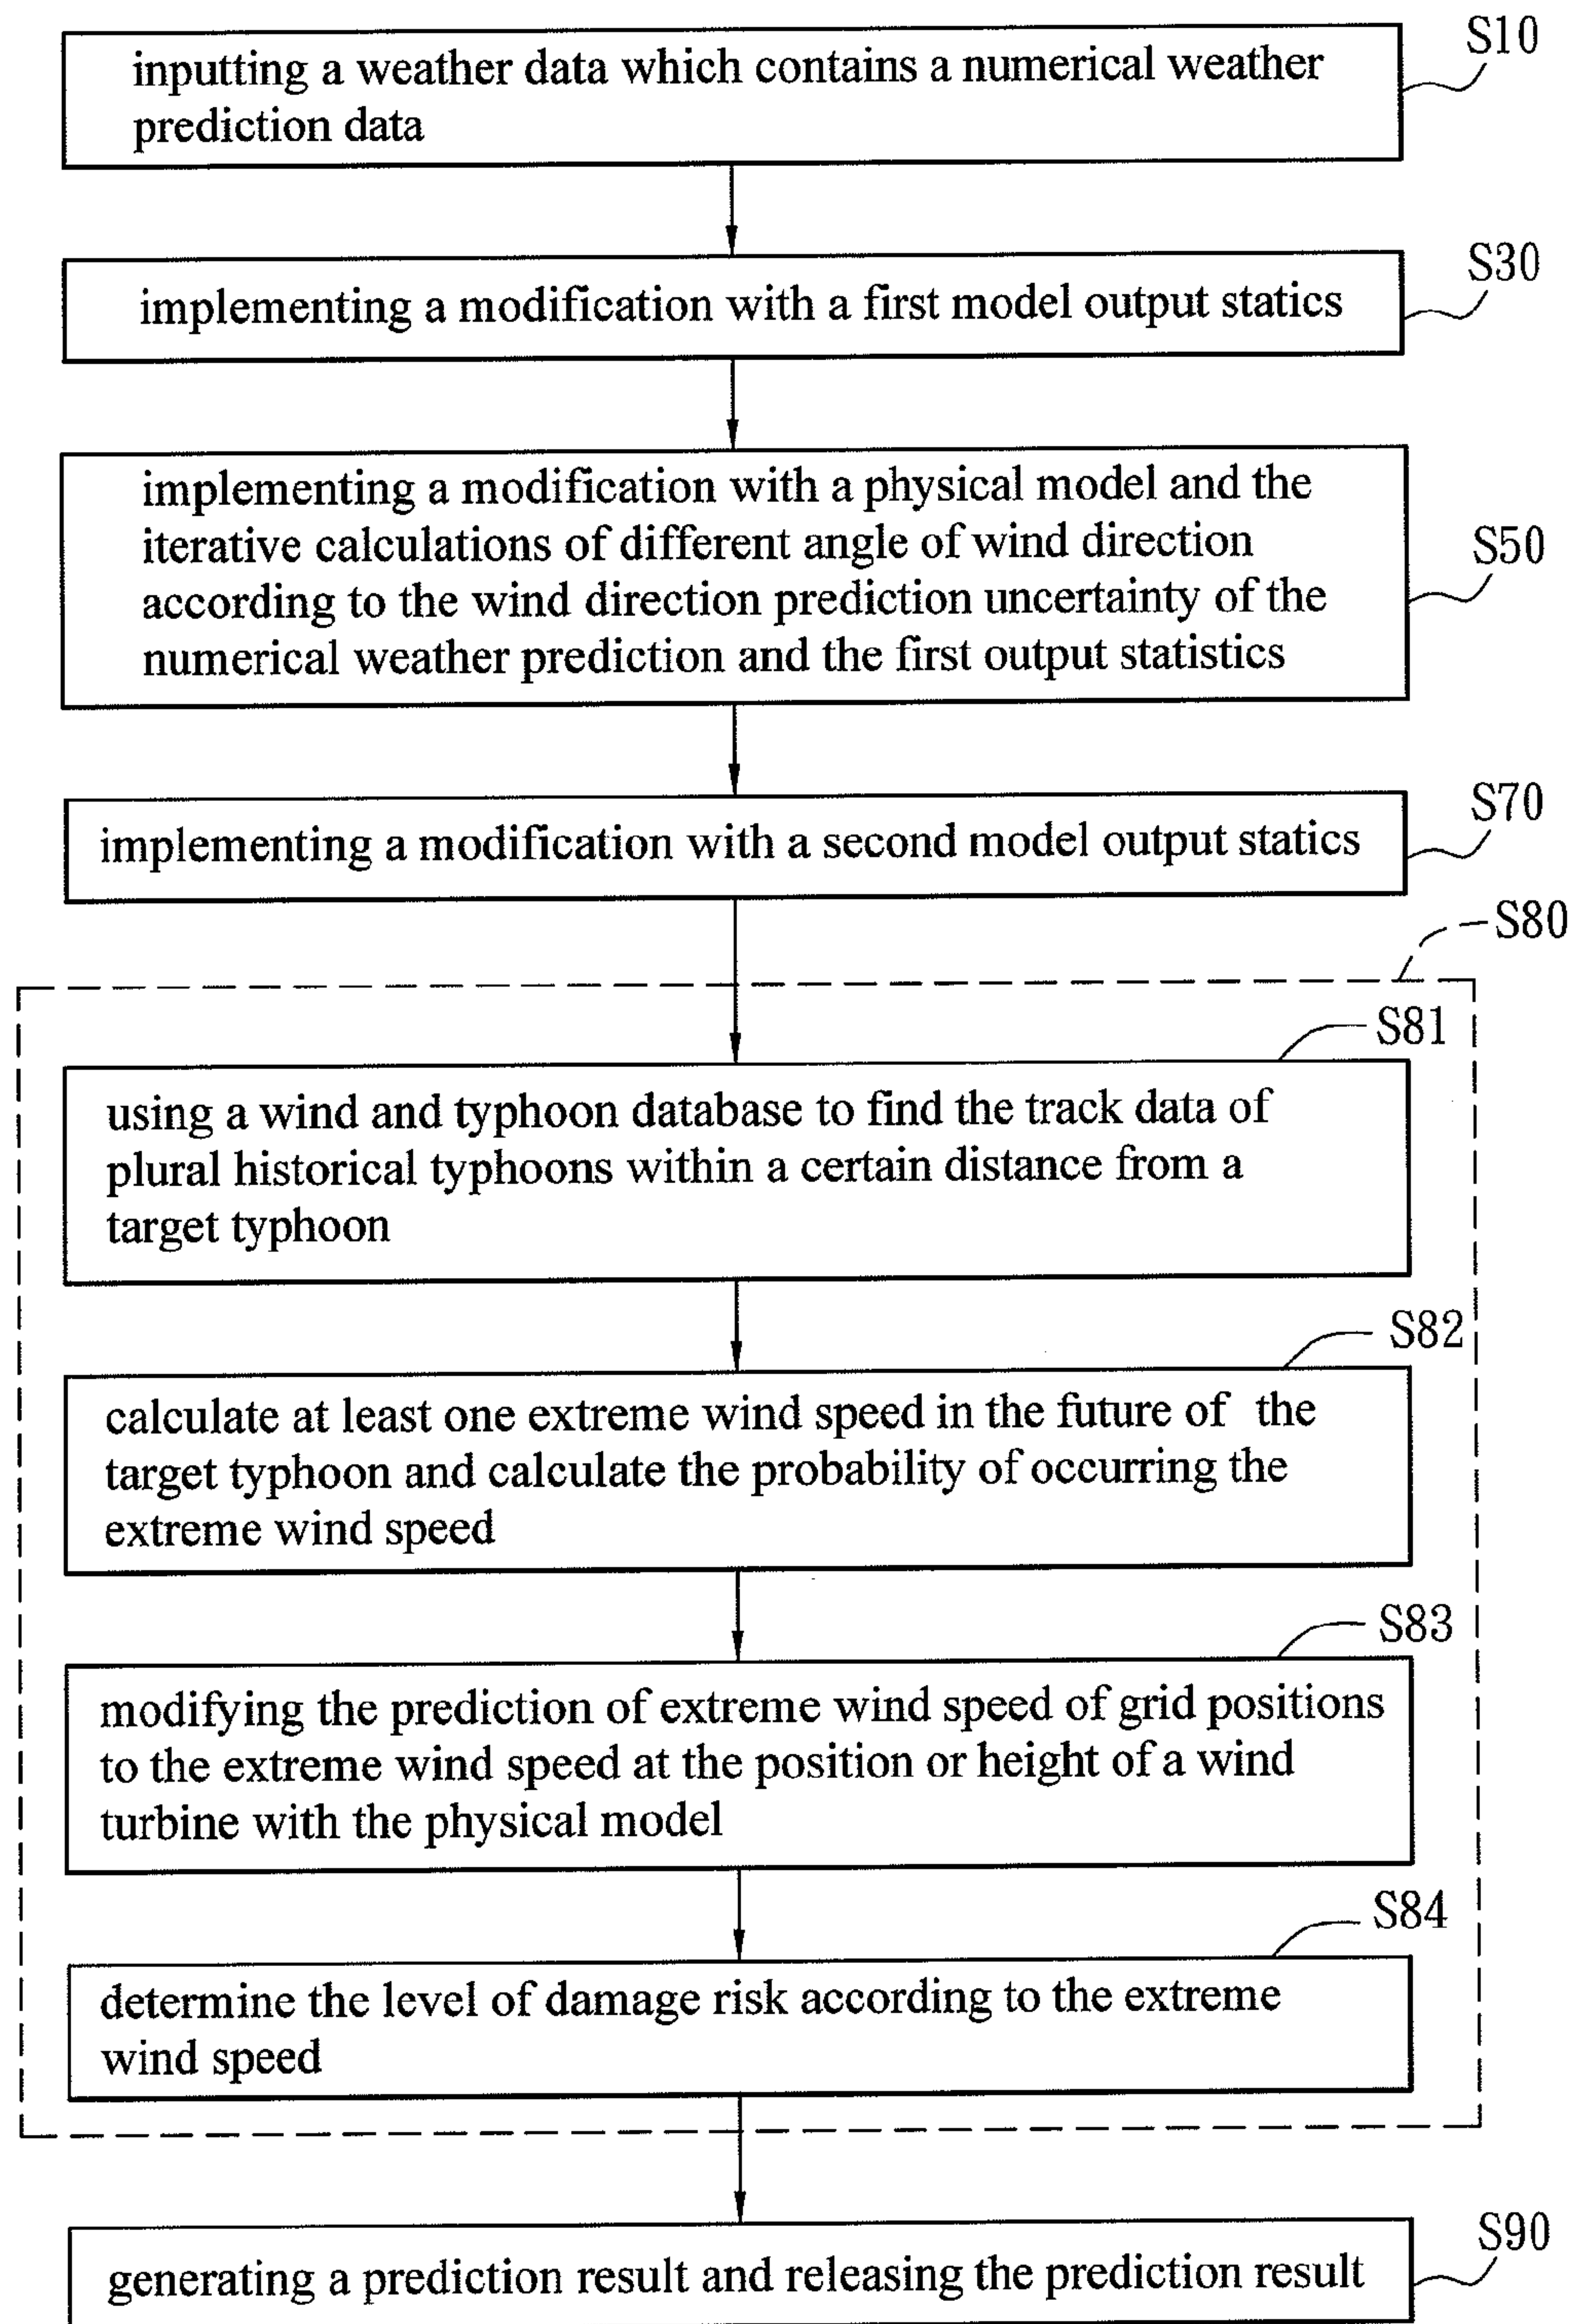 S10
inputting a weather data which contains a numerical weather
prediction data
S30
implementing a modification with a first model output statics
S50
implementing a modification with a physical model and the
iterative calculations of different angle of wind direction
according to the wind direction prediction uncertainty of the
numerical weather prediction and the first output statistics
S70
implementing a modification with a second model output statics
S80
S81
using a wind and typhoon database to find the track data of
plural historical typhoons within a certain distance from a
target typhoon
S82
calculate at least one extreme wind speed in the future of the
target typhoon and calculate the probability of occurring the
extreme wind speed
S83
modifying the prediction of extreme wind speed of grid positions
to the extreme wind speed at the position or height of a wind
turbine with the physical model
S84
determine the level of damage risk according to the extreme
wind speed
S90
generating a prediction result and releasing the prediction result